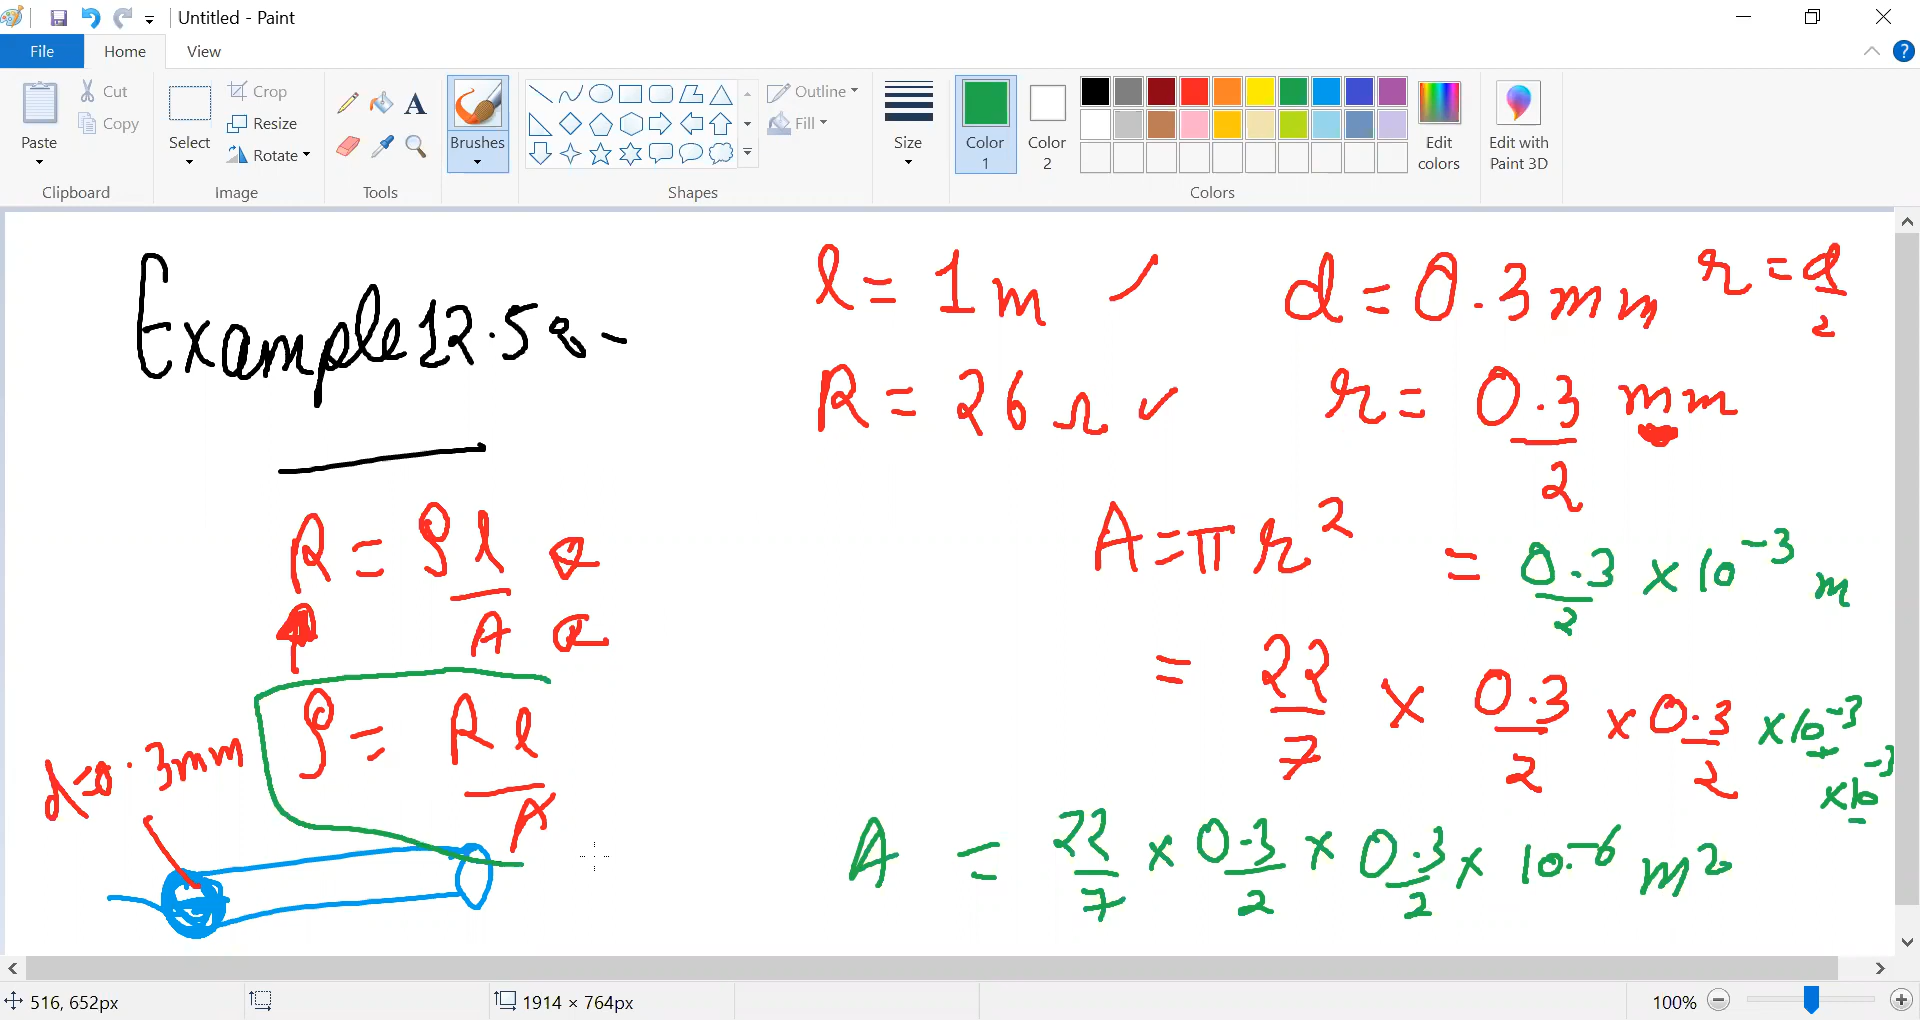 Untitled - Paint
File Home View
Paste
Cut
Copy
Clipboard
Select
Crop
Resize
Rotate
Image
Tools
Brushes
Shapes
Outline
Fill
Size
Color 1
Color 2
Colors
Edit colors
Edit with Paint 3D
Example 12.5 :-
l = 1 m ✓
d = 0.3 mm
r = d/2
R = 26 Ω ✓
r = 0.3/2 mm
R = ρ l/A
A = π r²
= 0.3/2 × 10⁻³ m
= 22/7 × 0.3/2 × 0.3/2 × 10⁻³ × 10⁻³
ρ = R l/A
d = 0.3mm
A = 22/7 × 0.3/2 × 0.3/2 × 10⁻⁶ m²
516, 652px
1914 × 764px
100%